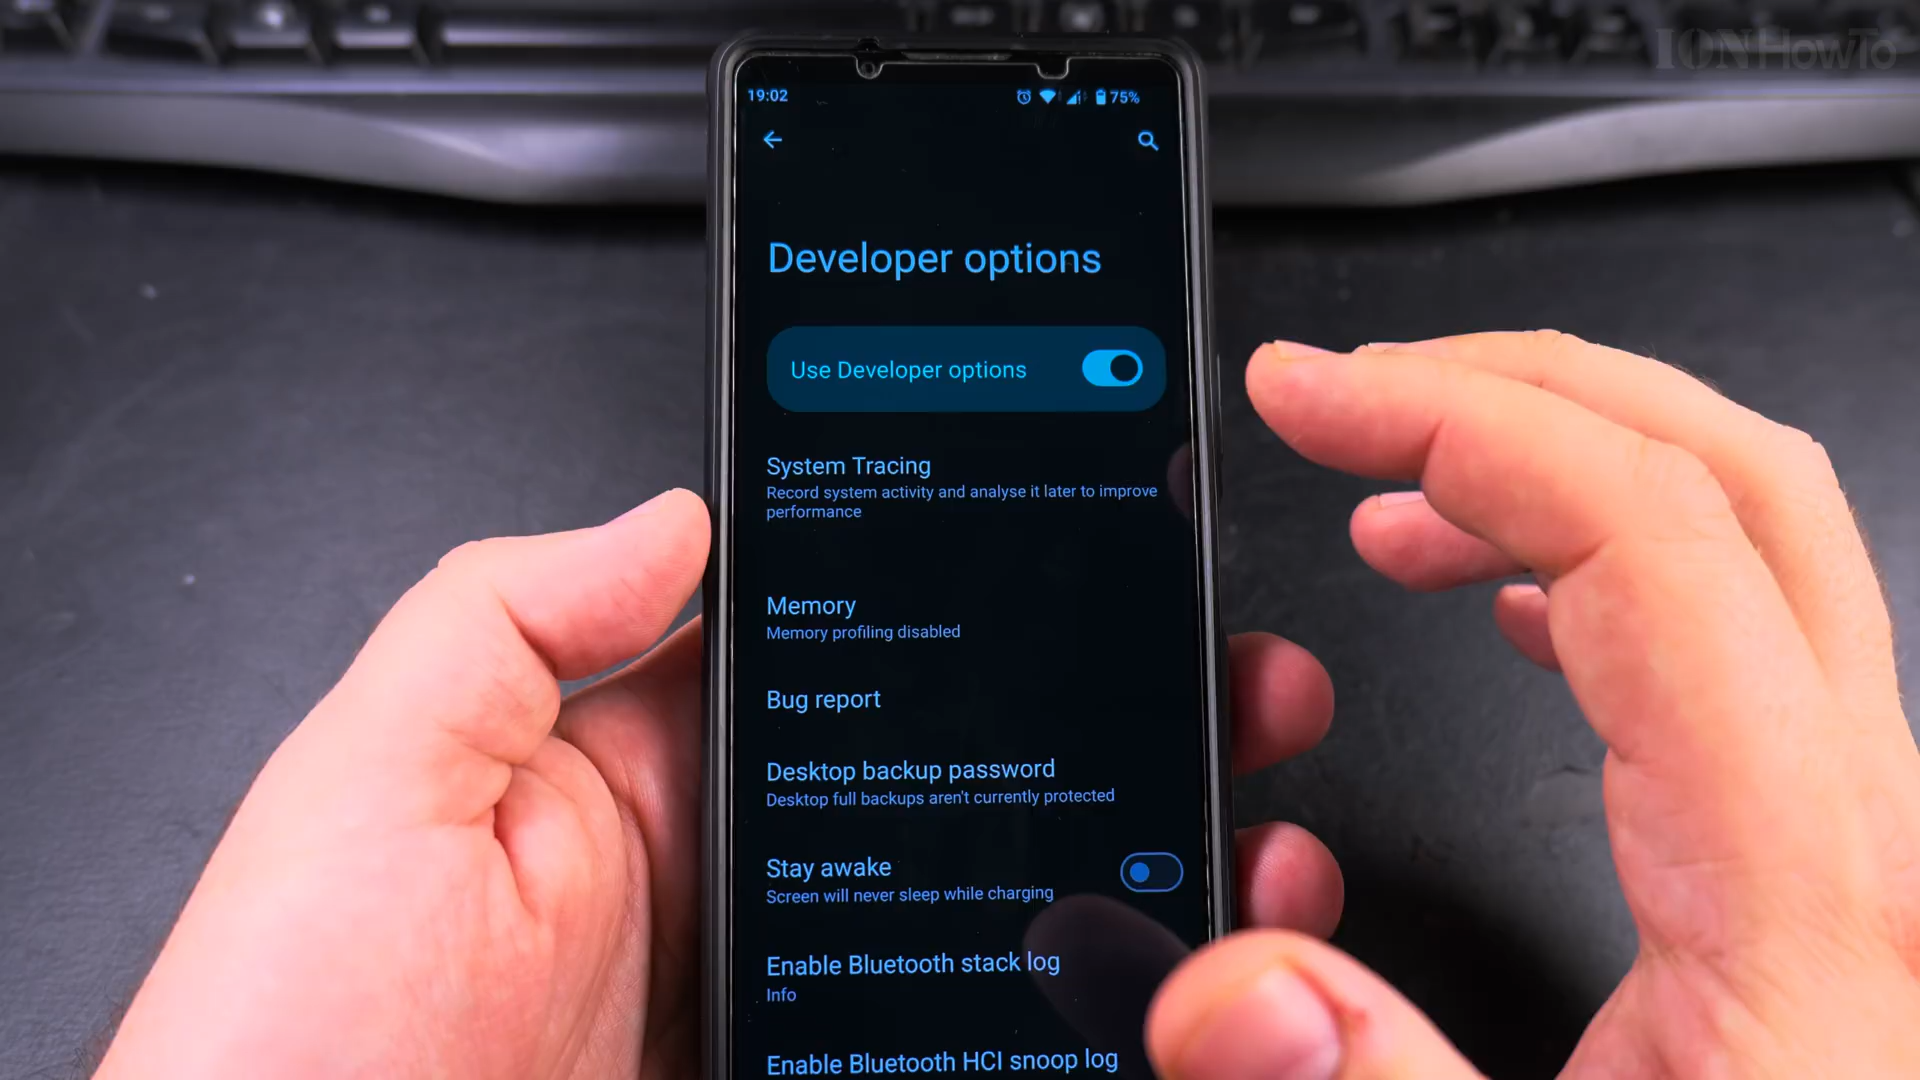 IONHowTo
19:02
75%
Developer options
Use Developer options
System Tracing
Record system activity and analyse it later to improve
performance
Memory
Memory profiling disabled
Bug report
Desktop backup password
Desktop full backups aren't currently protected
Stay awake
Screen will never sleep while charging
Enable Bluetooth stack log
Info
Enable Bluetooth HCI snoop log